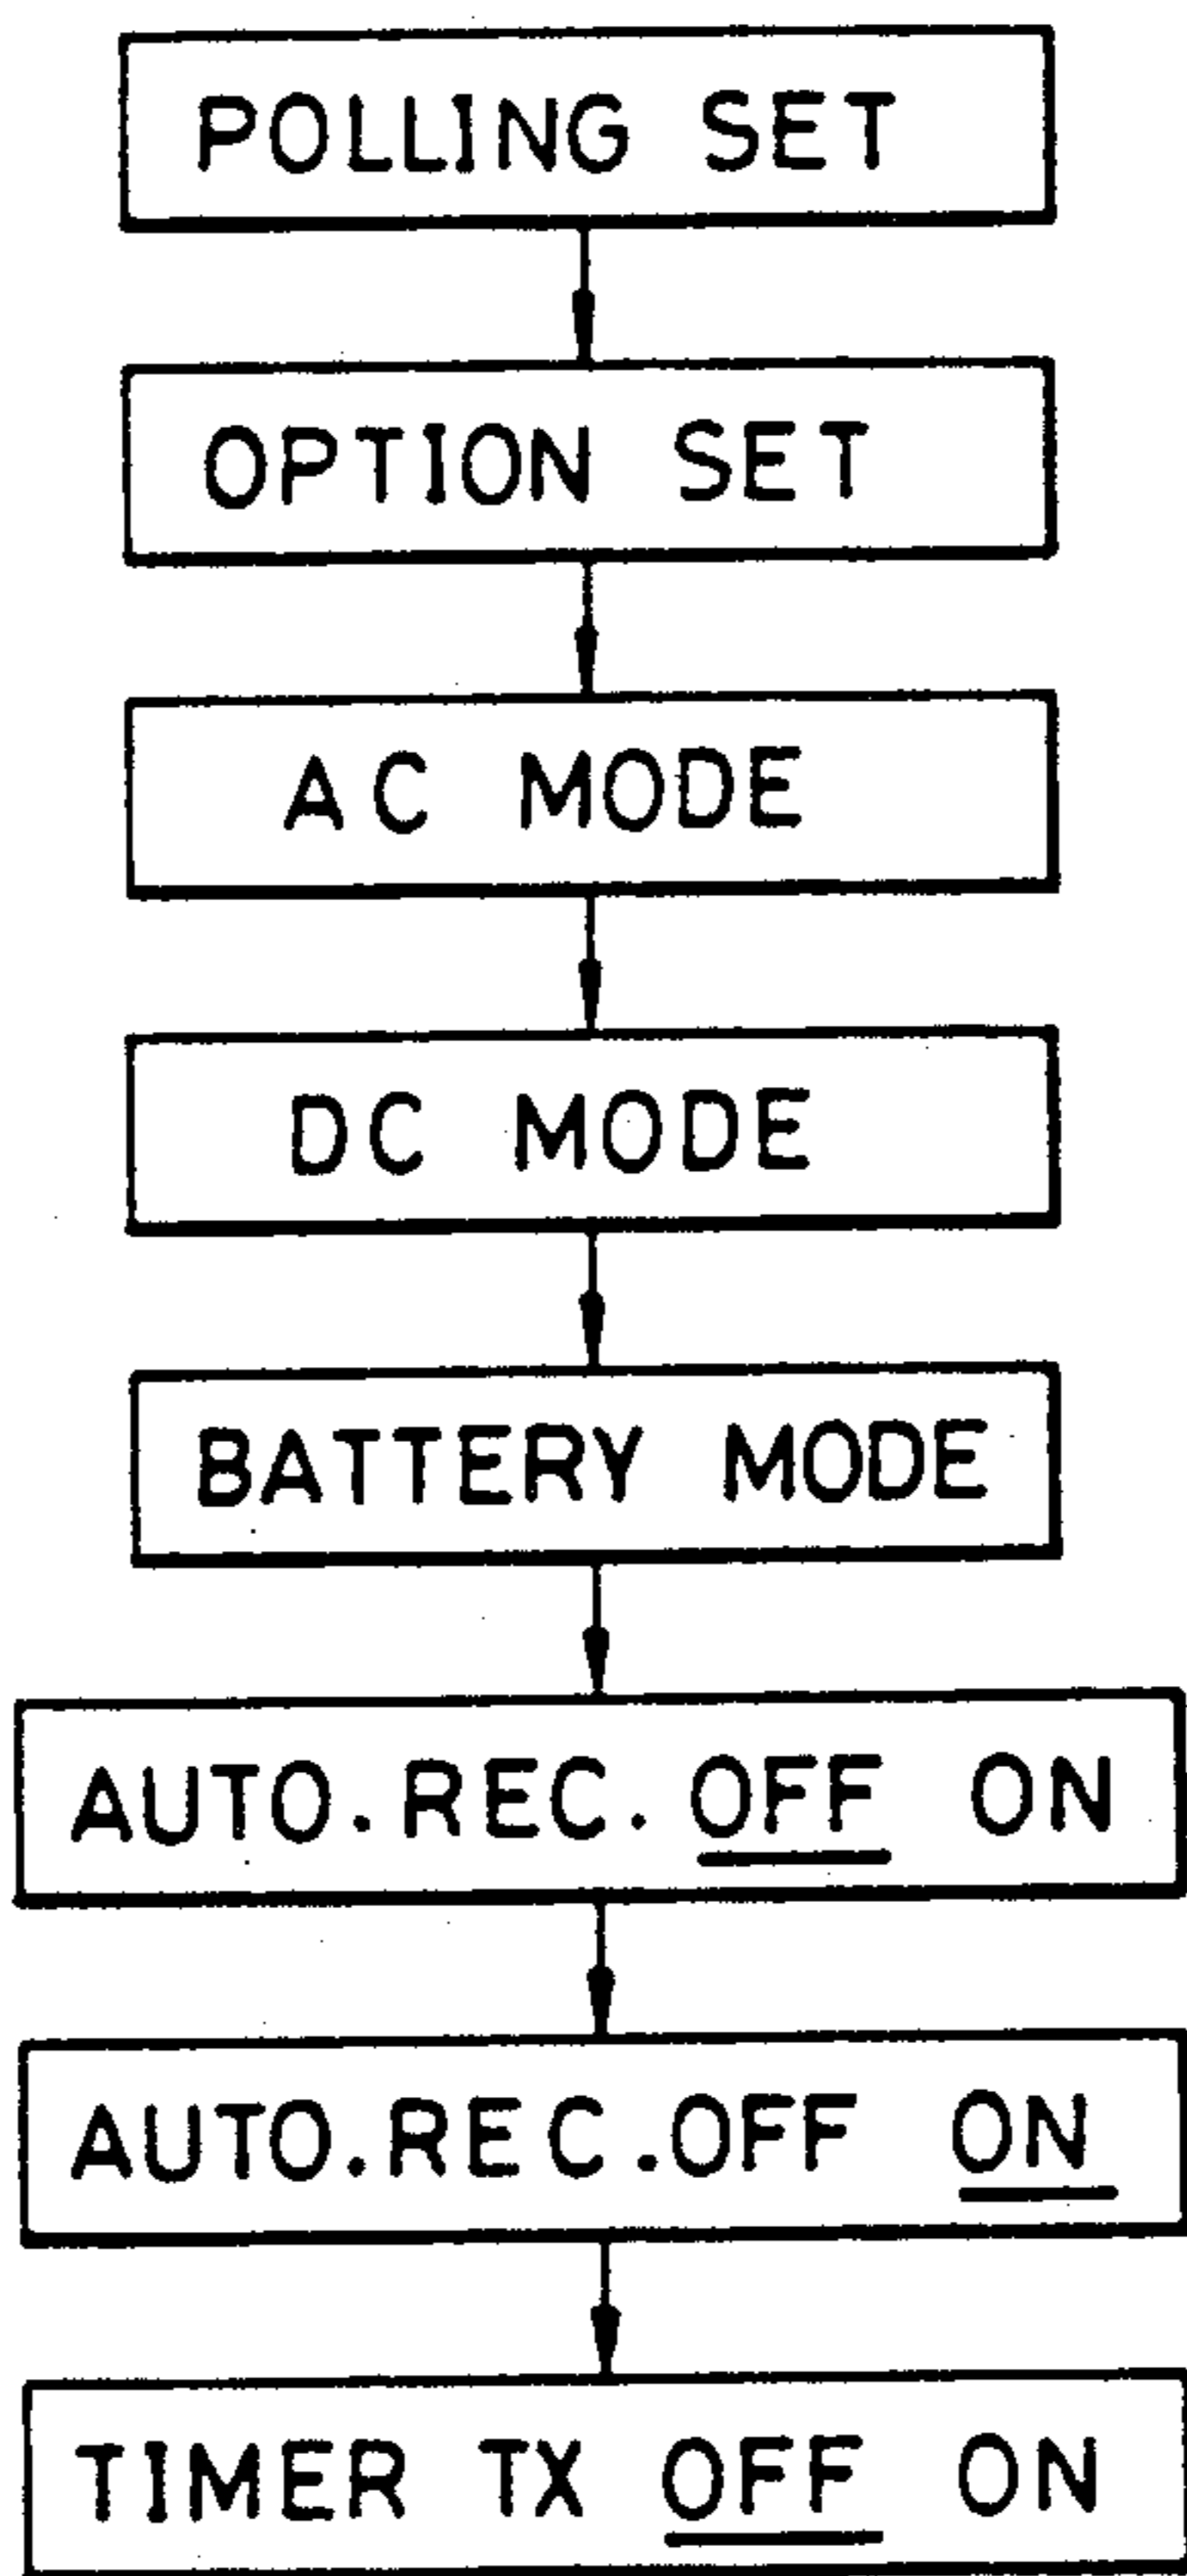 POLLING SET
OPTION SET
AC MODE
DC MODE
BATTERY MODE
AUTO.REC.OFF ON
AUTO.REC.OFF ON
TIMER TX OFF ON